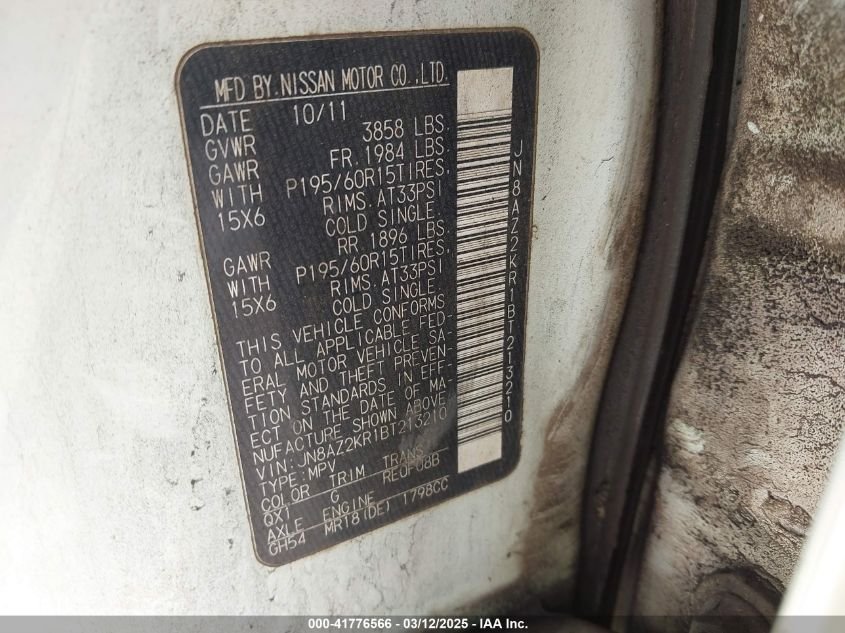 MFD BY.NISSAN MOTOR CO.,LTD.
DATE 10/11
GVWR 3858 LBS.
GAWR FR.1984 LBS.
WITH P195/60R15TIRES,
15X6 RIMS.AT33PSI
COLD SINGLE.
GAWR RR.1896 LBS.
WITH P195/60R15TIRES,
15X6 RIMS.AT33PSI
COLD SINGLE.
THIS VEHICLE CONFORMS
TO ALL APPLICABLE FED-
ERAL MOTOR VEHICLE SA-
FETY AND THEFT PREVEN-
TION STANDARDS IN EFF-
ECT ON THE DATE OF MA-
NUFACTURE SHOWN ABOVE
VIN:JN8AZ2KR1BT213210
TYPE:MPV
COLOR TRIM TRANS.
QX1 G RE0F08B
AXLE ENGINE
GH54 MR18(DE) 1798CC
JN8AZ2KR1BT213210
000-41776566 — 03/12/2025 - IAA Inc.